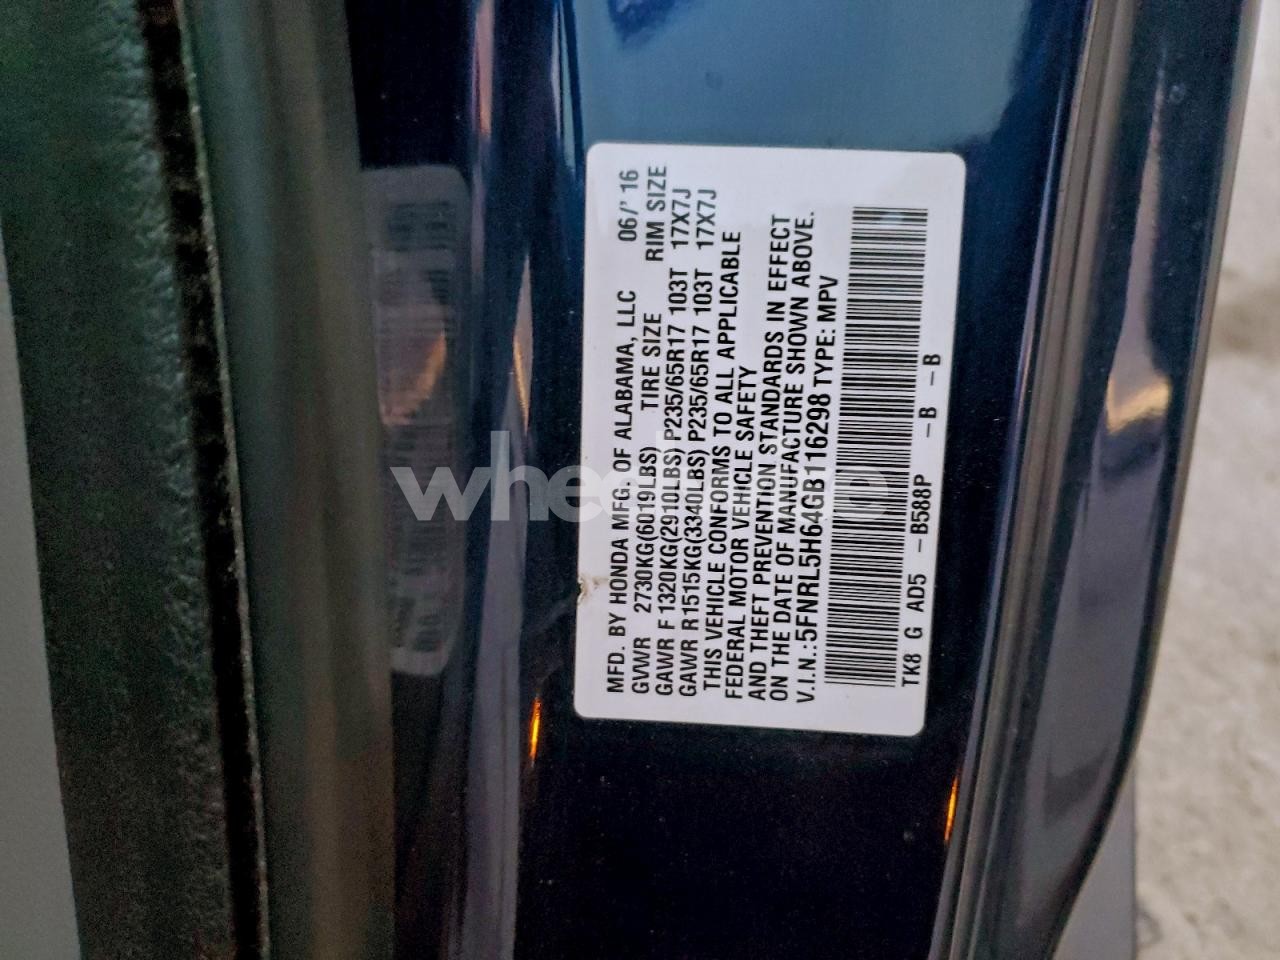 MFD. BY HONDA MFG. OF ALABAMA, LLC 06/'16
GVWR 2730KG(6019LBS) TIRE SIZE RIM SIZE
GAWR F 1320KG(2910LBS) P235/65R17 103T 17X7J
GAWR R1515KG(3340LBS) P235/65R17 103T 17X7J
THIS VEHICLE CONFORMS TO ALL APPLICABLE
FEDERAL MOTOR VEHICLE SAFETY
AND THEFT PREVENTION STANDARDS IN EFFECT
ON THE DATE OF MANUFACTURE SHOWN ABOVE.
V.I.N.:5FNRL5H64GB116298 TYPE: MPV
TK8 G AD5 -B588P -B -B